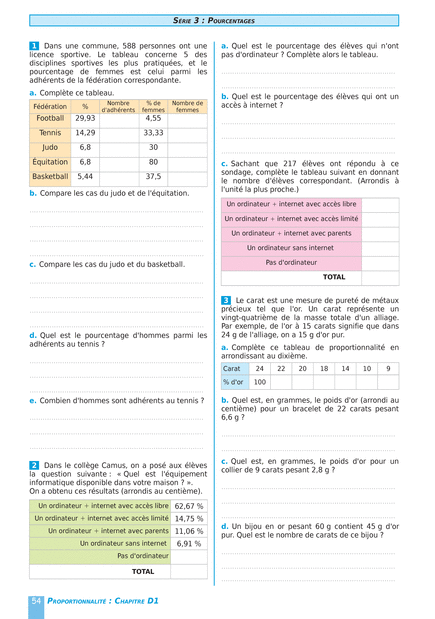 SÉRIE 3 : POURCENTAGES
1 Dans une commune, 588 personnes ont une
licence sportive. Le tableau concerne 5 des
disciplines sportives les plus pratiquées, et le
pourcentage de femmes est celui parmi les
adhérents de la fédération correspondante.
a. Complète ce tableau.
Fédération % Nombre d'adhérents % de femmes Nombre de femmes
Football 29,93 4,55
Tennis 14,29 33,33
Judo 6,8 30
Équitation 6,8 80
Basketball 5,44 37,5
b. Compare les cas du judo et de l'équitation.
c. Compare les cas du judo et du basketball.
d. Quel est le pourcentage d'hommes parmi les
adhérents au tennis ?
e. Combien d'hommes sont adhérents au tennis ?
2 Dans le collège Camus, on a posé aux élèves
la question suivante : « Quel est l'équipement
informatique disponible dans votre maison ? ».
On a obtenu ces résultats (arrondis au centième).
Un ordinateur + internet avec accès libre 62,67 %
Un ordinateur + internet avec accès limité 14,75 %
Un ordinateur + internet avec parents 11,06 %
Un ordinateur sans internet 6,91 %
Pas d'ordinateur
TOTAL
a. Quel est le pourcentage des élèves qui n'ont
pas d'ordinateur ? Complète alors le tableau.
b. Quel est le pourcentage des élèves qui ont un
accès à internet ?
c. Sachant que 217 élèves ont répondu à ce
sondage, complète le tableau suivant en donnant
le nombre d'élèves correspondant. (Arrondis à
l'unité la plus proche.)
Un ordinateur + internet avec accès libre
Un ordinateur + internet avec accès limité
Un ordinateur + internet avec parents
Un ordinateur sans internet
Pas d'ordinateur
TOTAL
3 Le carat est une mesure de pureté de métaux
précieux tel que l'or. Un carat représente un
vingt-quatrième de la masse totale d'un alliage.
Par exemple, de l'or à 15 carats signifie que dans
24 g de l'alliage, on a 15 g d'or pur.
a. Complète ce tableau de proportionnalité en
arrondissant au dixième.
Carat 24 22 20 18 14 10 9
% d'or 100
b. Quel est, en grammes, le poids d'or (arrondi au
centième) pour un bracelet de 22 carats pesant
6,6 g ?
c. Quel est, en grammes, le poids d'or pour un
collier de 9 carats pesant 2,8 g ?
d. Un bijou en or pesant 60 g contient 45 g d'or
pur. Quel est le nombre de carats de ce bijou ?
54 PROPORTIONNALITÉ : CHAPITRE D1